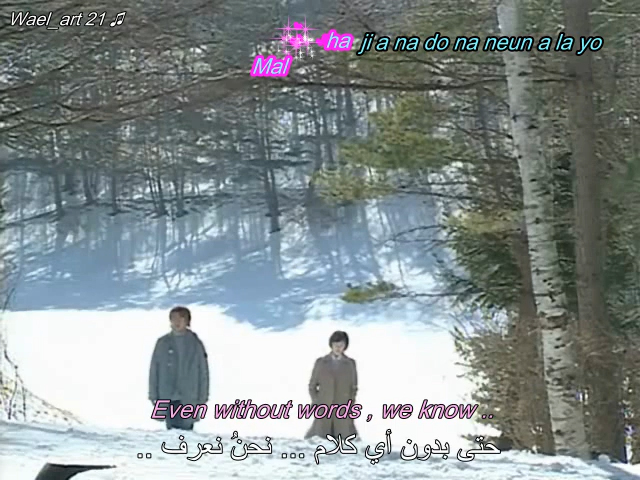 Wael_art 21 ♫
Mal ha ji a na do na neun a la yo
Even without words , we know ..
حتى بدون أي كلام ... نحنُ نعرف ..